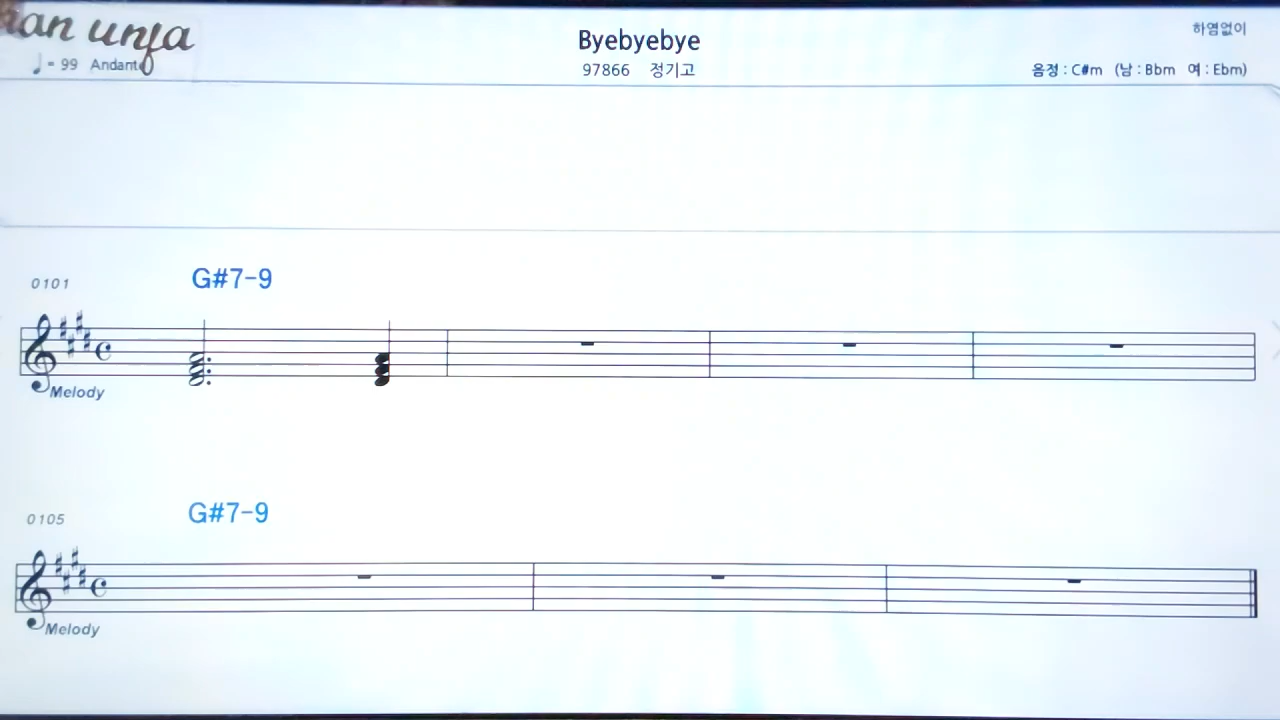 unfa
Byebyebye
하염없이
♩= 99 Andante
97866 정기고
음정 : C#m (남 : Bbm 여 : Ebm)
0101
G#7-9
Melody
0105
G#7-9
Melody